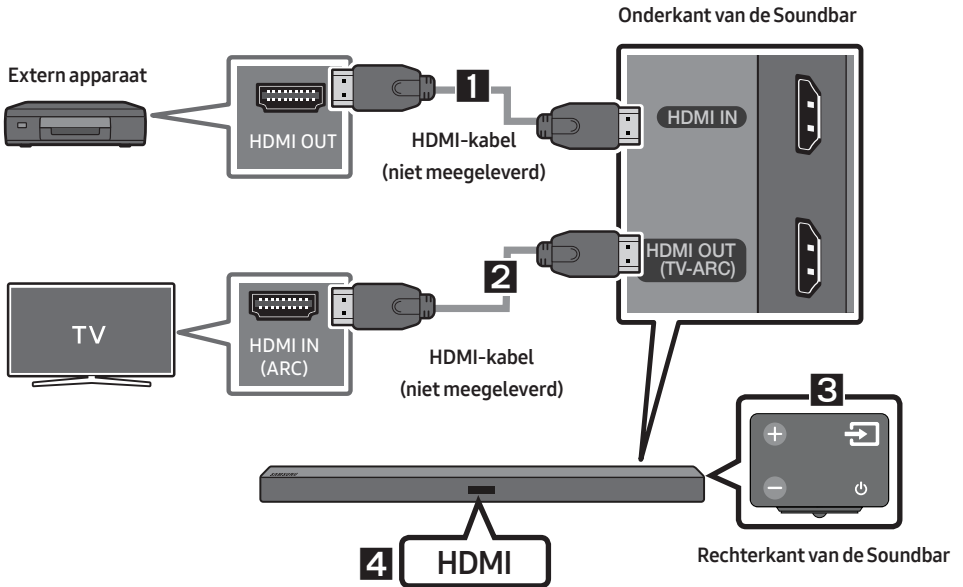 Onderkant van de Soundbar
Extern apparaat
HDMI OUT
1
HDMI-kabel
(niet meegeleverd)
HDMI IN
TV
HDMI IN
(ARC)
2
HDMI-kabel
(niet meegeleverd)
HDMI OUT
(TV-ARC)
3
SAMSUNG
4
HDMI
Rechterkant van de Soundbar